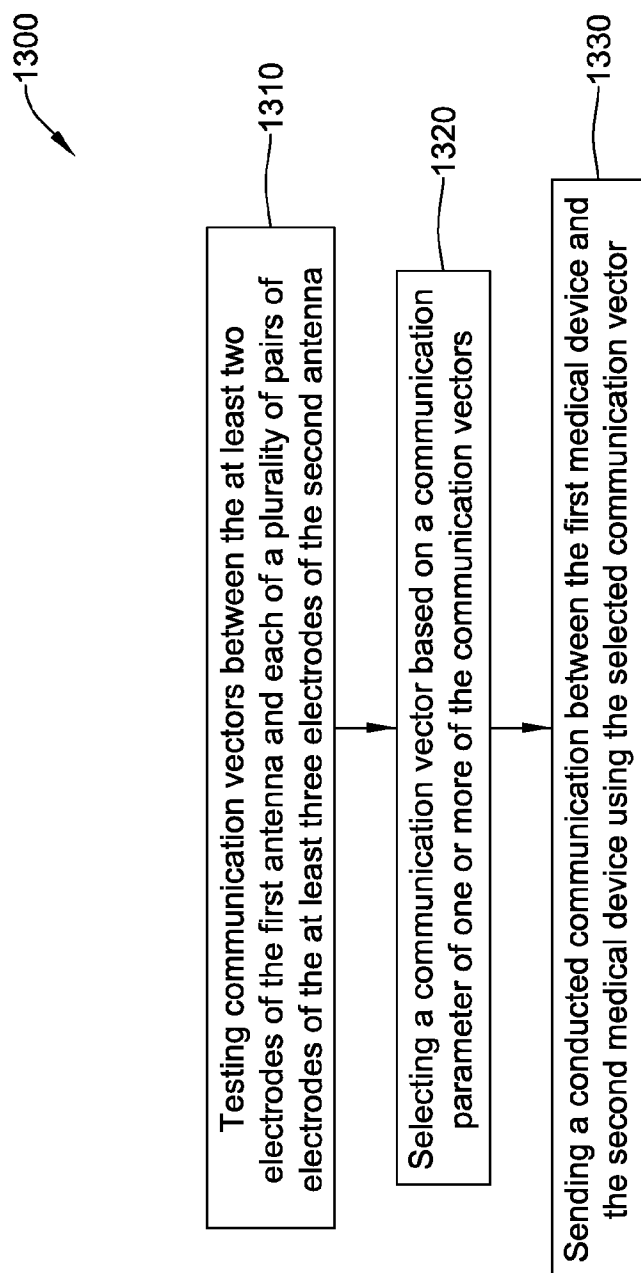 1300
Testing communication vectors between the at least two
electrodes of the first antenna and each of a plurality of pairs of
electrodes of the at least three electrodes of the second antenna
1310
Selecting a communication vector based on a communication
parameter of one or more of the communication vectors
1320
Sending a conducted communication between the first medical device and
the second medical device using the selected communication vector
1330